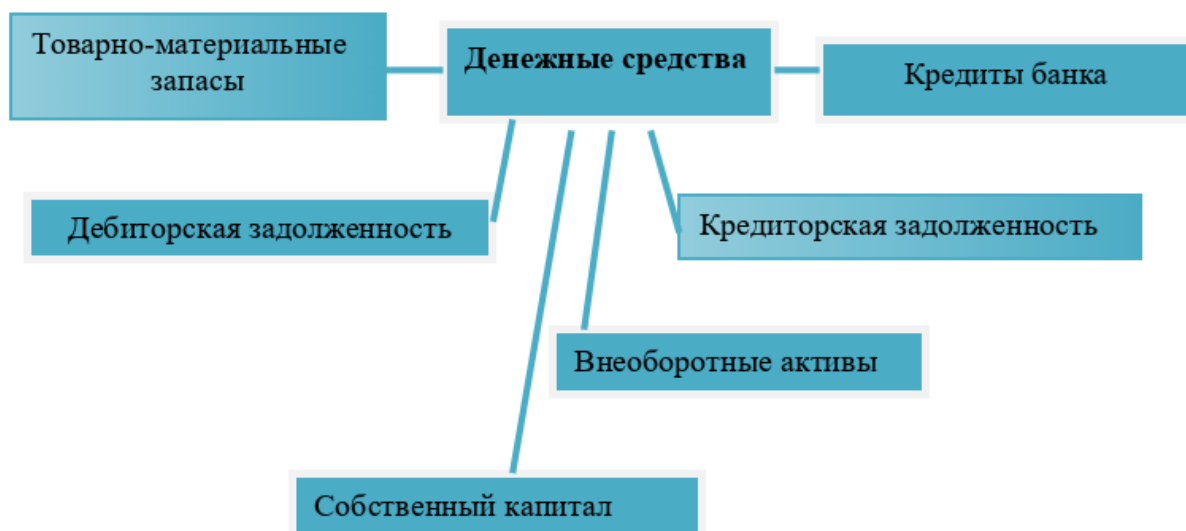 Товарно-материальные
запасы
Денежные средства
Кредиты банка
Дебиторская задолженность
Кредиторская задолженность
Внеоборотные активы
Собственный капитал